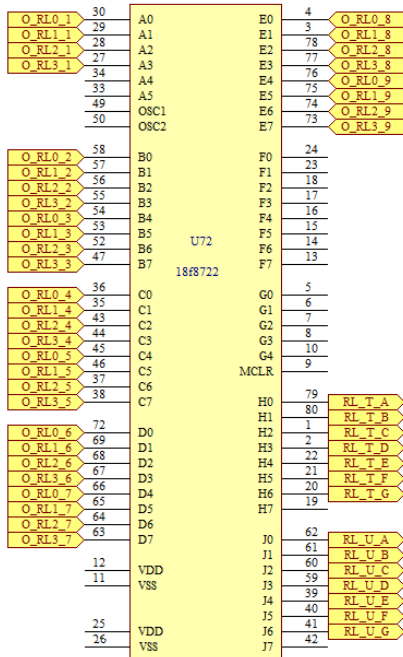 O_RL0_1 30 A0 E0 4 O_RL0_8
O_RL1_1 29 A1 E1 3 O_RL1_8
O_RL2_1 28 A2 E2 78 O_RL2_8
O_RL3_1 27 A3 E3 77 O_RL3_8
34 A4 E4 76 O_RL0_9
33 A5 E5 75 O_RL1_9
49 OSC1 E6 74 O_RL2_9
50 OSC2 E7 73 O_RL3_9
O_RL0_2 58 B0 F0 24
O_RL1_2 57 B1 F1 23
O_RL2_2 56 B2 F2 18
O_RL3_2 55 B3 F3 17
O_RL0_3 54 B4 F4 16
O_RL1_3 53 B5 F5 15
O_RL2_3 52 B6 F6 14
O_RL3_3 47 B7 F7 13
U72
18f8722
O_RL0_4 36 C0 G0 5
O_RL1_4 35 C1 G1 6
O_RL2_4 43 C2 G2 7
O_RL3_4 44 C3 G3 8
O_RL0_5 45 C4 G4 10
O_RL1_5 46 C5 MCLR 9
O_RL2_5 37 C6
O_RL3_5 38 C7 H0 79 RL_T_A
H1 80 RL_T_B
O_RL0_6 72 D0 H2 1 RL_T_C
O_RL1_6 69 D1 H3 2 RL_T_D
O_RL2_6 68 D2 H4 22 RL_T_E
O_RL3_6 67 D3 H5 21 RL_T_F
O_RL0_7 66 D4 H6 20 RL_T_G
O_RL1_7 65 D5 H7 19
O_RL2_7 64 D6
O_RL3_7 63 D7 J0 62 RL_U_A
J1 61 RL_U_B
12 VDD J2 60 RL_U_C
11 VSS J3 59 RL_U_D
J4 39 RL_U_E
J5 40 RL_U_F
25 VDD J6 41 RL_U_G
26 VSS J7 42